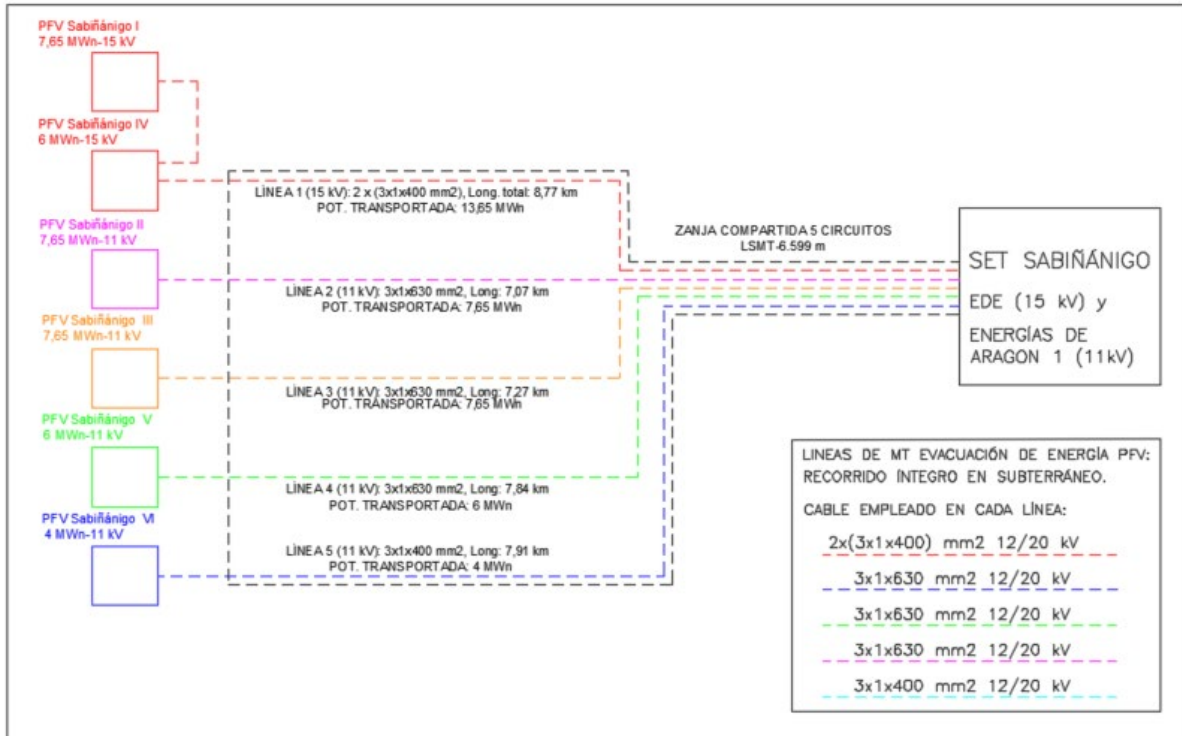 PFV Sabiñánigo I
7,65 MWn-15 kV
PFV Sabiñánigo IV
6 MWn-15 kV
LÍNEA 1 (15 kV): 2 x (3x1x400 mm2), Long. total: 8,77 km
POT. TRANSPORTADA: 13,65 MWn
PFV Sabiñánigo II
7,65 MWn-11 kV
LÍNEA 2 (11 kV): 3x1x630 mm2, Long: 7,07 km
POT. TRANSPORTADA: 7,65 MWn
PFV Sabiñánigo III
7,65 MWn-11 kV
LÍNEA 3 (11 kV): 3x1x630 mm2, Long: 7,27 km
POT. TRANSPORTADA: 7,65 MWn
PFV Sabiñánigo V
6 MWn-11 kV
LÍNEA 4 (11 kV): 3x1x630 mm2, Long: 7,84 km
POT. TRANSPORTADA: 6 MWn
PFV Sabiñánigo VI
4 MWn-11 kV
LÍNEA 5 (11 kV): 3x1x400 mm2, Long: 7,91 km
POT. TRANSPORTADA: 4 MWn
ZANJA COMPARTIDA 5 CIRCUITOS
LSMT-6.599 m
SET SABIÑÁNIGO
EDE (15 kV) y
ENERGÍAS DE
ARAGON 1 (11kV)
LINEAS DE MT EVACUACIÓN DE ENERGÍA PFV:
RECORRIDO ÍNTEGRO EN SUBTERRÁNEO.
CABLE EMPLEADO EN CADA LÍNEA:
2x(3x1x400) mm2 12/20 kV
3x1x630 mm2 12/20 kV
3x1x630 mm2 12/20 kV
3x1x630 mm2 12/20 kV
3x1x400 mm2 12/20 kV